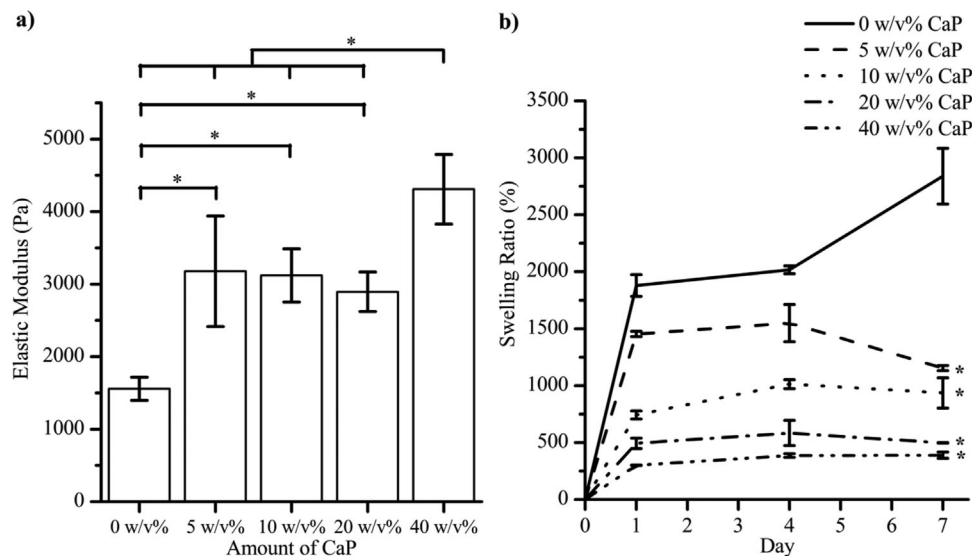 a)
*
*
*
*
Elastic Modulus (Pa)
5000
4000
3000
2000
1000
0
0 w/v%
5 w/v%
10 w/v%
20 w/v%
40 w/v%
Amount of CaP
b)
0 w/v% CaP
5 w/v% CaP
10 w/v% CaP
20 w/v% CaP
40 w/v% CaP
Swelling Ratio (%)
3500
3000
2500
2000
1500
1000
500
0
*
*
*
*
0 1 2 3 4 5 6 7
Day